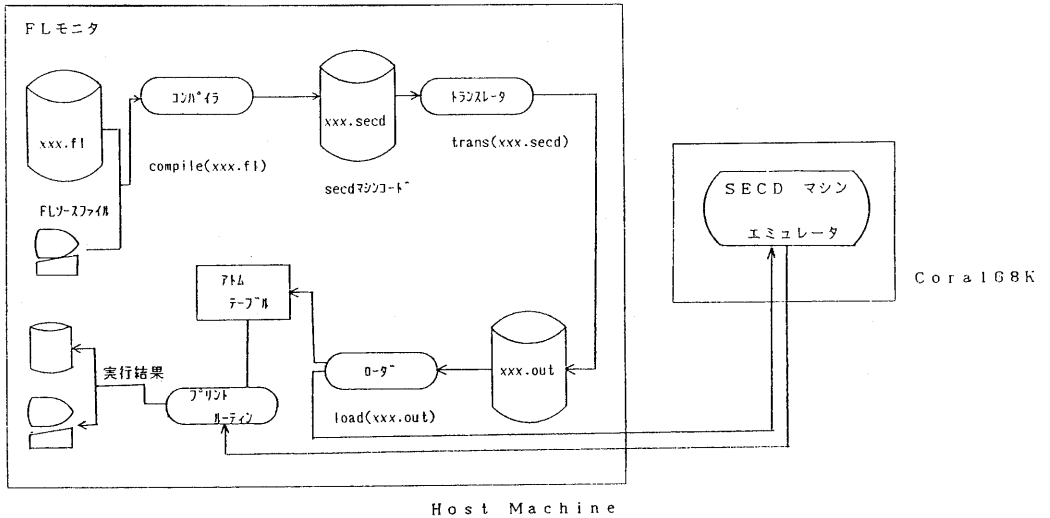 FLモニタ
コンパイラ
トランスレータ
xxx.fl
xxx.secd
compile(xxx.fl)
trans(xxx.secd)
secdマシンコード
FLソースファイル
SECD マシン
エミュレータ
Coral68K
アトム
テーブル
ローダ
xxx.out
実行結果
プリント
ルーティン
load(xxx.out)
Host Machine